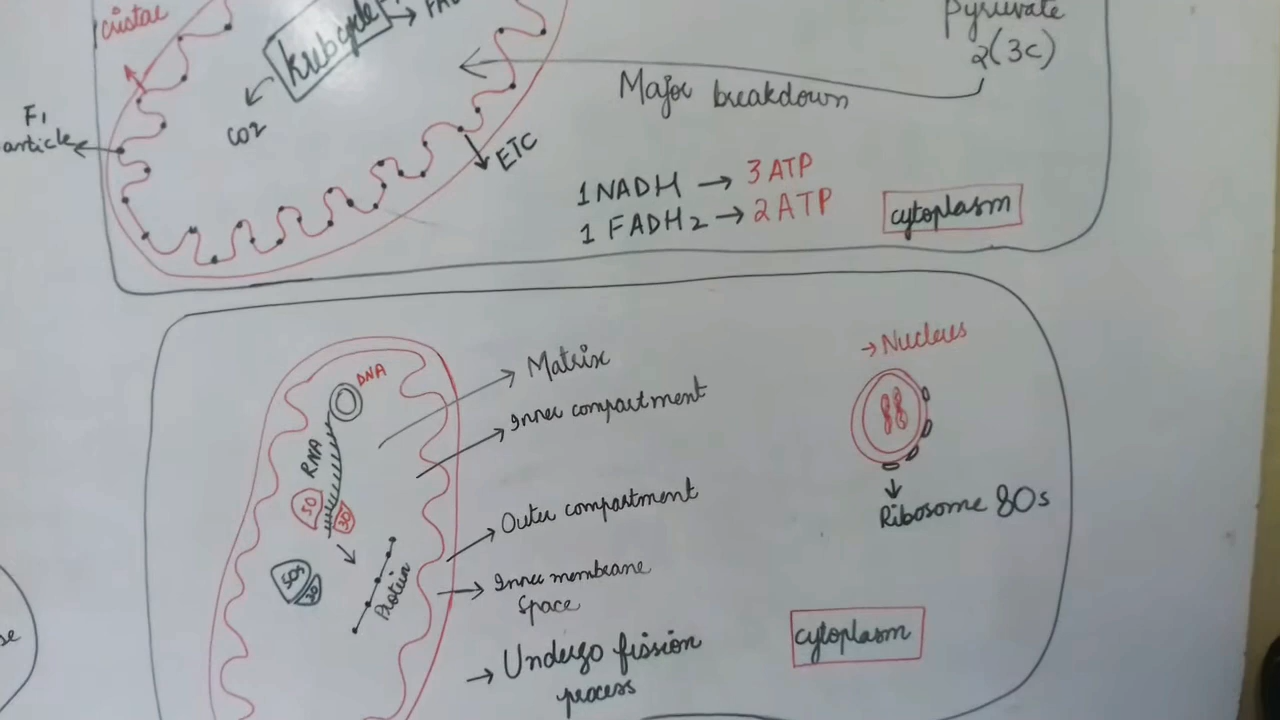 cristae
kreb cycle
Pyruvate
2(3c)
Major breakdown
F1
article
CO2
ETC
1 NADH → 3 ATP
1 FADH2 → 2 ATP
cytoplasm
→ Nucleus
DNA
Matrix
Inner compartment
RNA
50
30
Outer compartment
Ribosome 80s
50s
30
Protein
Inner membrane
space
cytoplasm
→ Undergo fission
process